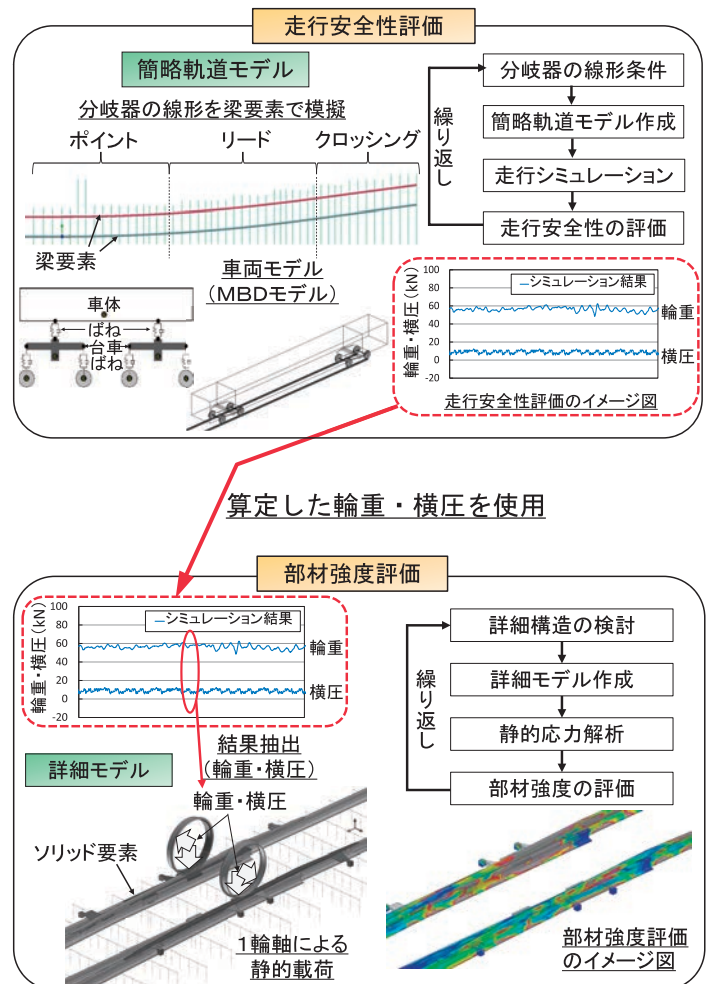 走行安全性評価
簡略軌道モデル
分岐器の線形を梁要素で模擬
ポイント
リード
クロッシング
梁要素
分岐器の線形条件
簡略軌道モデル作成
走行シミュレーション
走行安全性の評価
繰り返し
車両モデル
(MBDモデル)
車体
ばね
台車
ばね
輪重・横圧(kN)
100
80
60
40
20
0
-20
シミュレーション結果
輪重
横圧
走行安全性評価のイメージ図
算定した輪重・横圧を使用
部材強度評価
輪重・横圧(kN)
100
80
60
40
20
0
-20
シミュレーション結果
輪重
横圧
結果抽出
(輪重・横圧)
詳細モデル
輪重・横圧
ソリッド要素
1輪軸による
静的載荷
詳細構造の検討
詳細モデル作成
静的応力解析
部材強度の評価
繰り返し
部材強度評価
のイメージ図